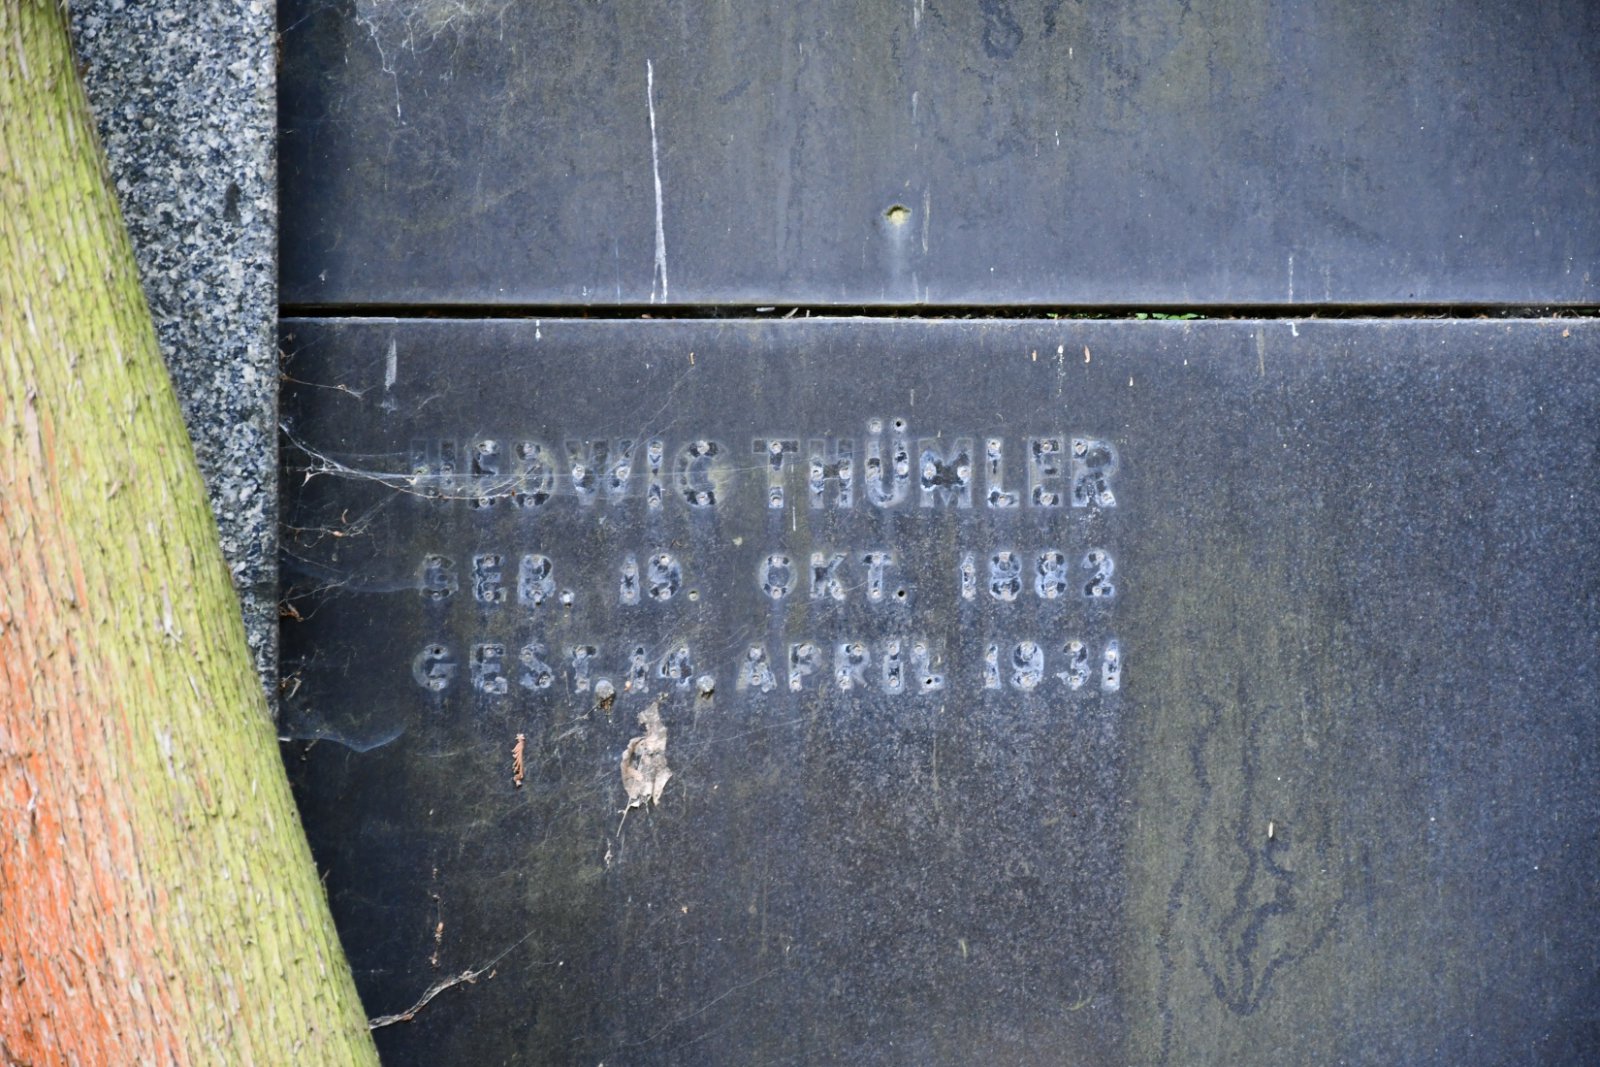 HEDWIG THÜMLER
GEB. 19. OKT. 1882
GEST. 14. APRIL 1931